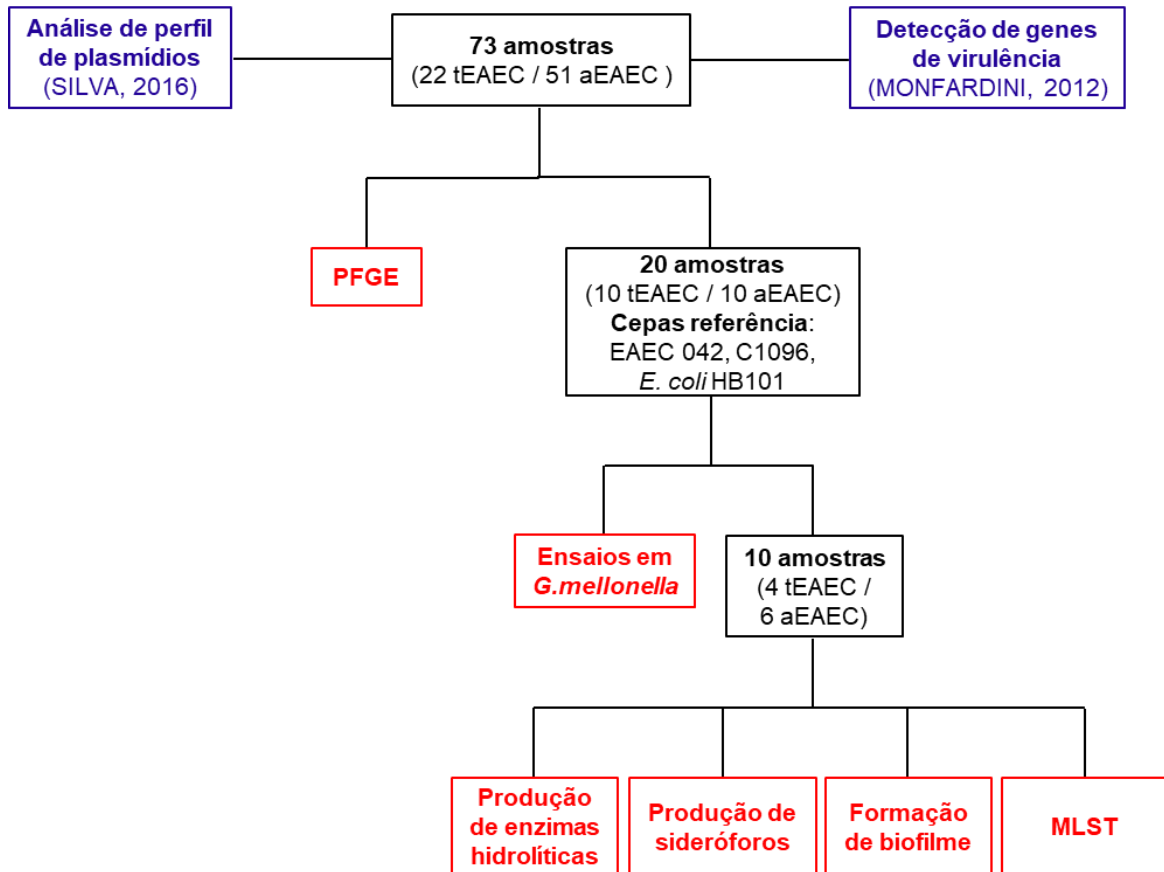 Análise de perfil
de plasmídios
(SILVA, 2016)
73 amostras
(22 tEAEC / 51 aEAEC )
Detecção de genes
de virulência
(MONFARDINI, 2012)
PFGE
20 amostras
(10 tEAEC / 10 aEAEC)
Cepas referência:
EAEC 042, C1096,
E. coli HB101
Ensaios em
G.mellonella
10 amostras
(4 tEAEC /
6 aEAEC)
Produção
de enzimas
hidrolíticas
Produção de
sideróforos
Formação
de biofilme
MLST